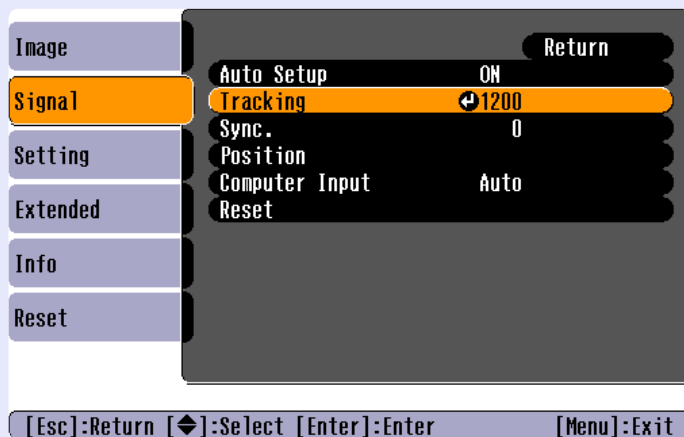 Image
Signal
Setting
Extended
Info
Reset
Return
Auto Setup ON
Tracking 1200
Sync. 0
Position
Computer Input Auto
Reset
[Esc]:Return [◆]:Select [Enter]:Enter [Menu]:Exit